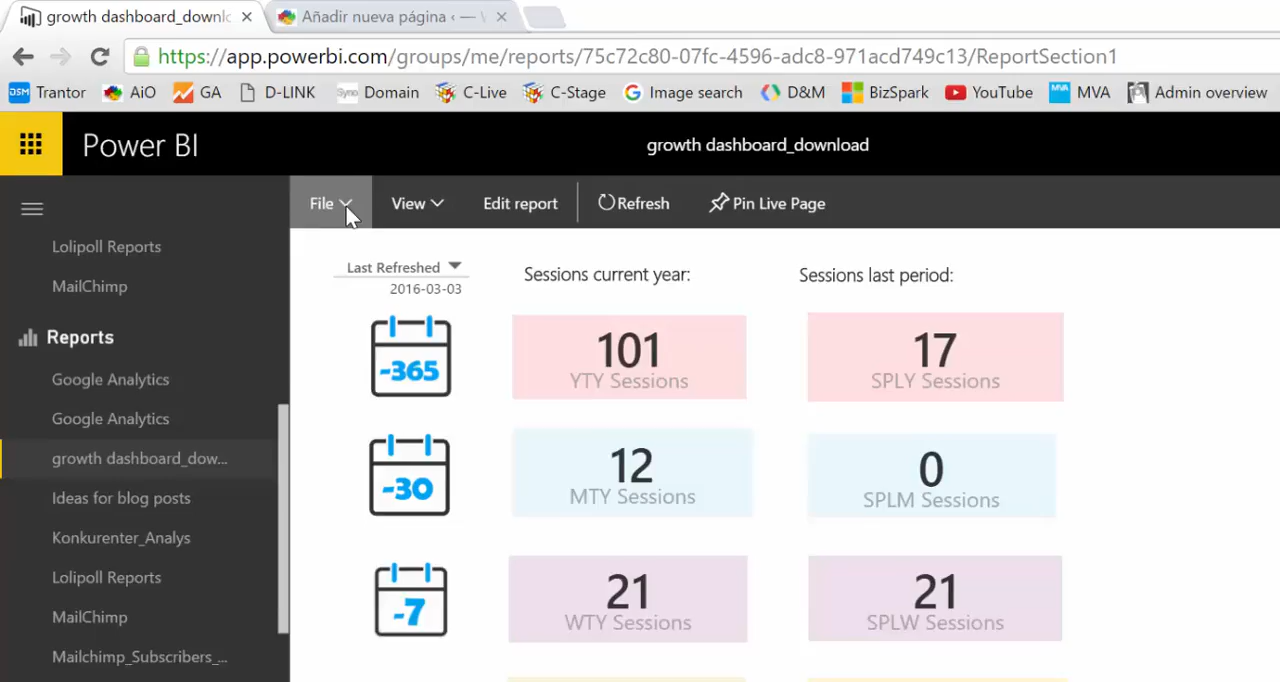 growth dashboard_downlo
Añadir nueva página ‹ —
https://app.powerbi.com/groups/me/reports/75c72c80-07fc-4596-adc8-971acd749c13/ReportSection1
DSM Trantor AiO GA D-LINK Syno Domain C-Live C-Stage Image search D&M BizSpark YouTube MVA MVA Admin overview
Power BI
growth dashboard_download
File View Edit report Refresh Pin Live Page
Lolipoll Reports
MailChimp
Reports
Google Analytics
Google Analytics
growth dashboard_dow...
Ideas for blog posts
Konkurenter_Analys
Lolipoll Reports
MailChimp
Mailchimp_Subscribers_...
Last Refreshed
2016-03-03
Sessions current year:
Sessions last period:
-365
101
YTY Sessions
17
SPLY Sessions
-30
12
MTY Sessions
0
SPLM Sessions
-7
21
WTY Sessions
21
SPLW Sessions